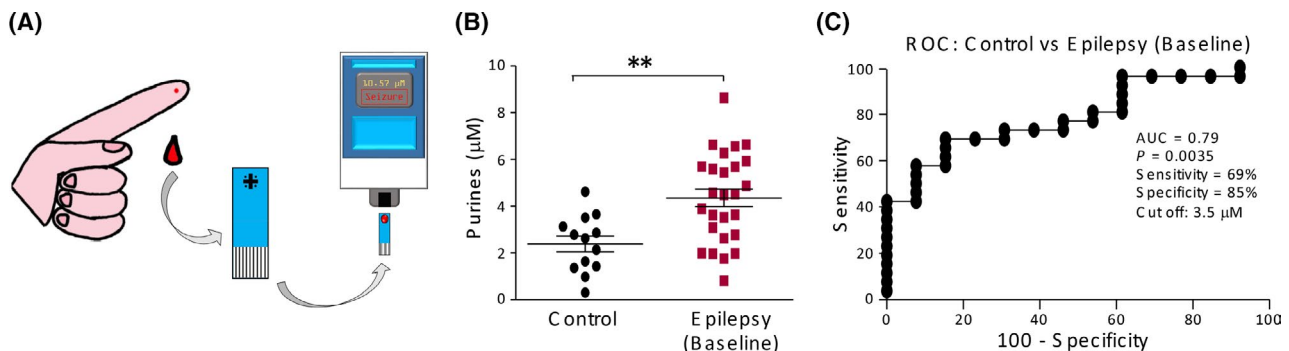 (A)
10.57 µM
Seizure
(B)
**
Purines (µM)
10
8
6
4
2
0
Control
Epilepsy
(Baseline)
(C)
ROC: Control vs Epilepsy (Baseline)
Sensitivity
100
80
60
40
20
0
AUC = 0.79
P = 0.0035
Sensitivity = 69%
Specificity = 85%
Cut off: 3.5 µM
0
20
60
80
100
100 - Specificity